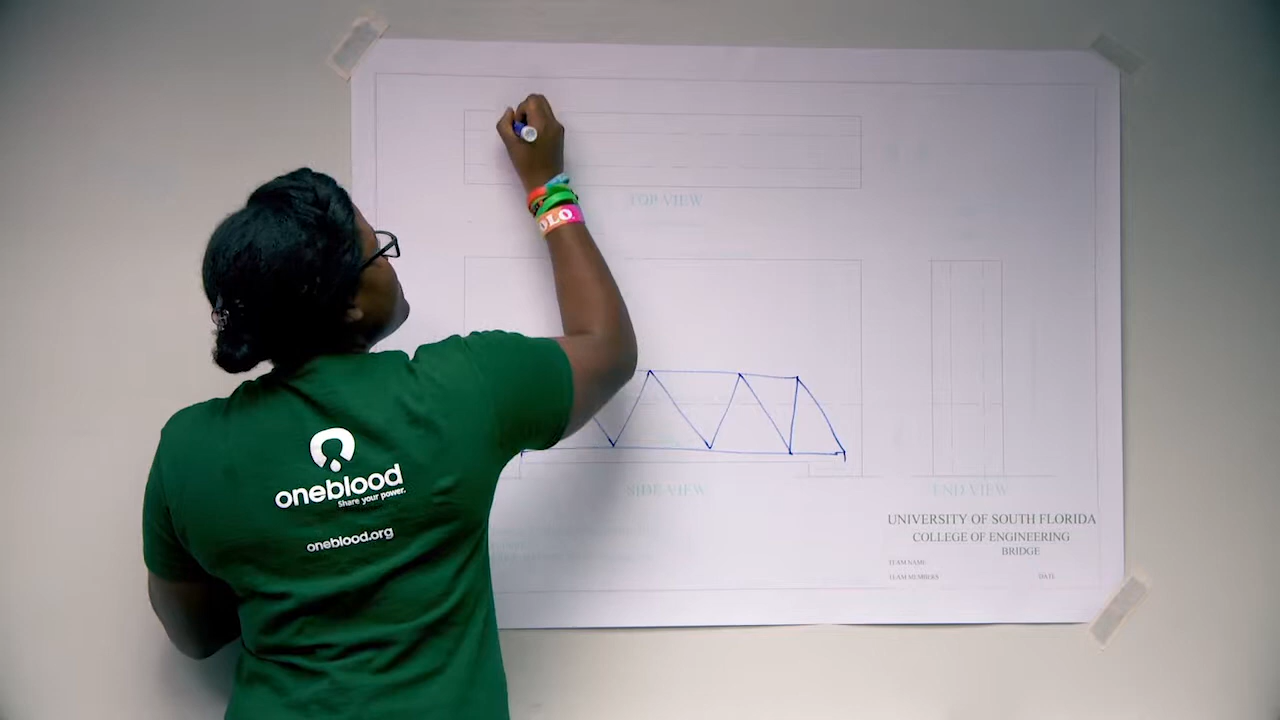 TOP VIEW
OLO.
oneblood
Share your power.
oneblood.org
SIDE VIEW
END VIEW
UNIVERSITY OF SOUTH FLORIDA
COLLEGE OF ENGINEERING
BRIDGE
TEAM NAME
TEAM MEMBERS
DATE